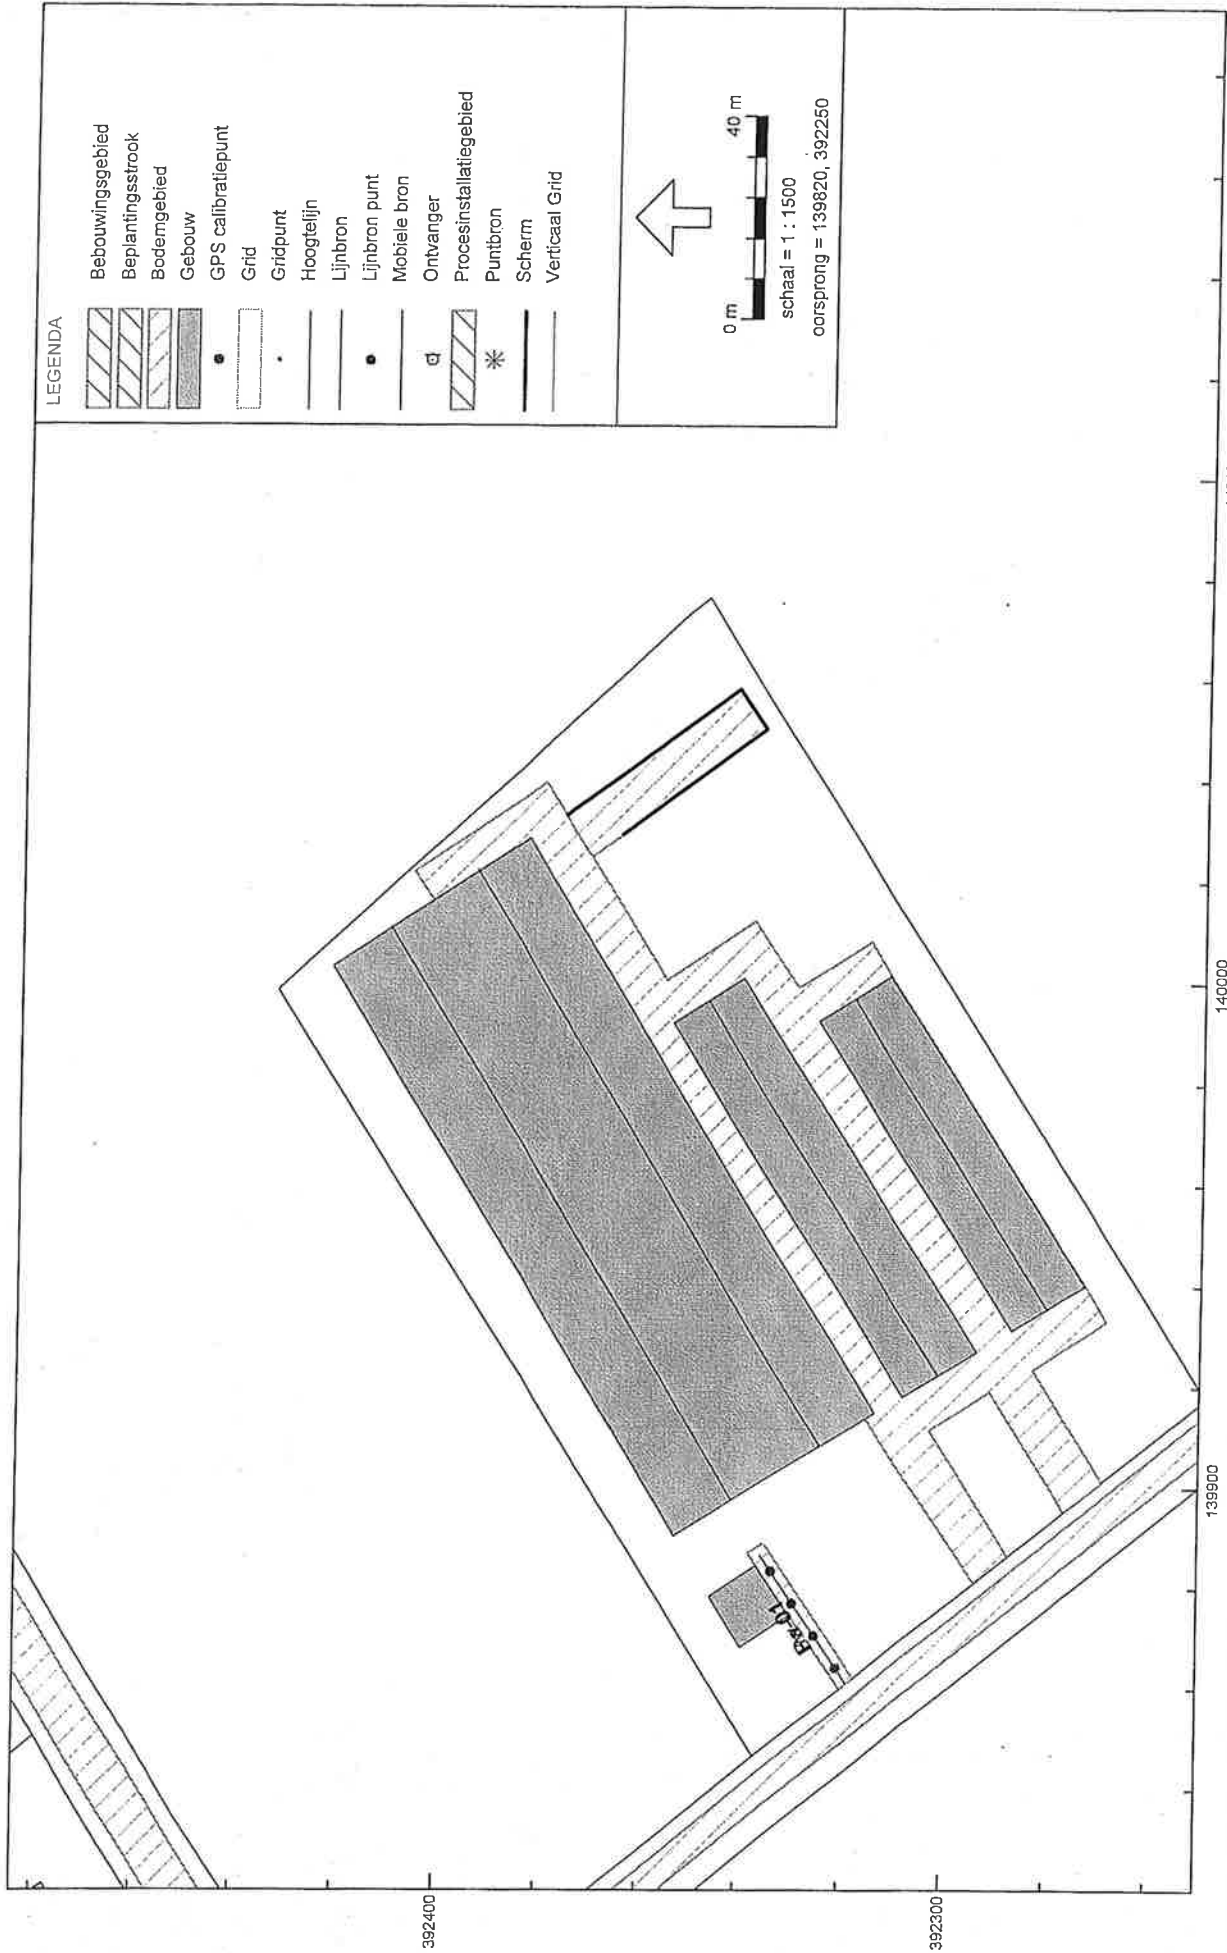 LEGENDA
Bebouwingsgebied
Beplantingsstrook
Bodemgebied
Gebouw
GPS calibratiepunt
Grid
Gridpunt
Hoogtelijn
Lijnbron
Lijnbron punt
Mobiele bron
Ontvanger
Procesinstallatiegebied
Puntbron
Scherm
Verticaal Grid
0 m 40 m
schaal = 1 : 1500
oorsprong = 139820, 392250
392400
392300
139900
140000